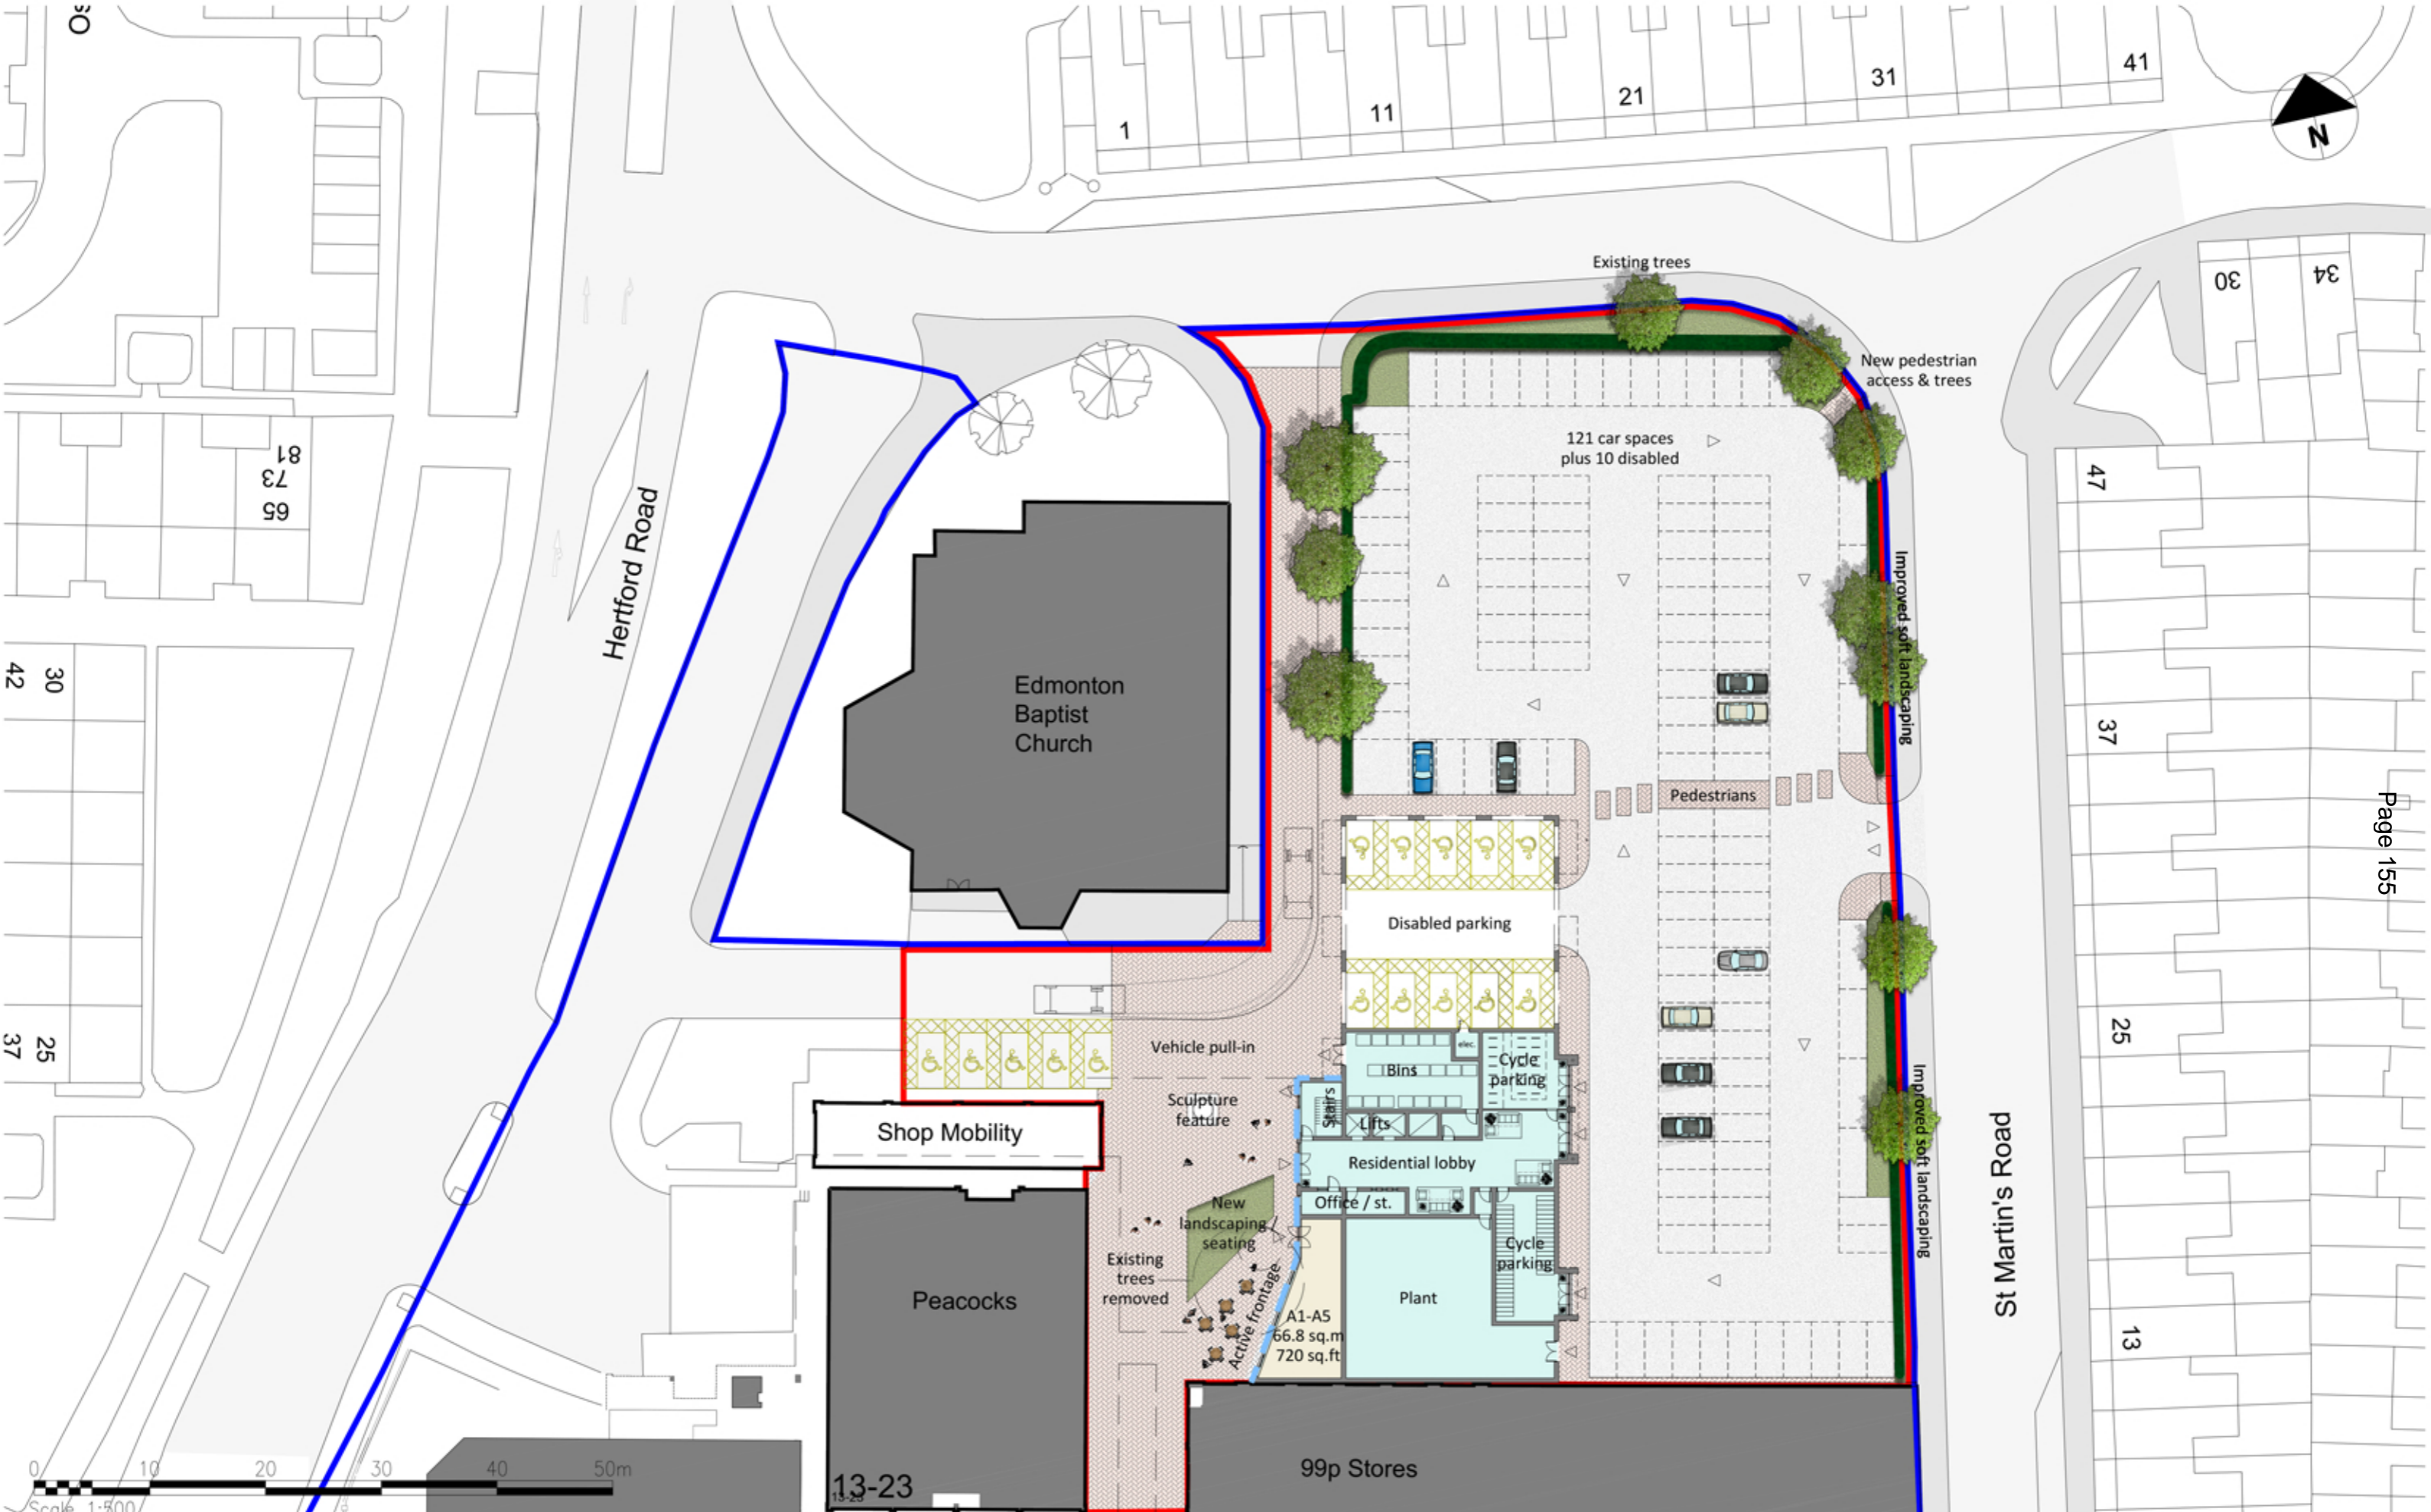 1
11
21
31
41
N
Existing trees
30
34
New pedestrian
access & trees
121 car spaces
plus 10 disabled
81
73
65
47
Hertford Road
Improved soft landscaping
42
30
Edmonton
Baptist
Church
37
Pedestrians
Page 155
Disabled parking
37
25
Vehicle pull-in
elec.
Bins
Cycle
parking
25
Sculpture
feature
Stairs
Lifts
Shop Mobility
Residential lobby
Improved soft landscaping
St Martin's Road
New
landscaping /
seating
Office / st.
Existing
trees
removed
Cycle
parking
Active frontage
Peacocks
Plant
A1-A5
66.8 sq.m
720 sq.ft
13
99p Stores
0 10 20 30 40 50m
Scale 1:500
13-23
13-23